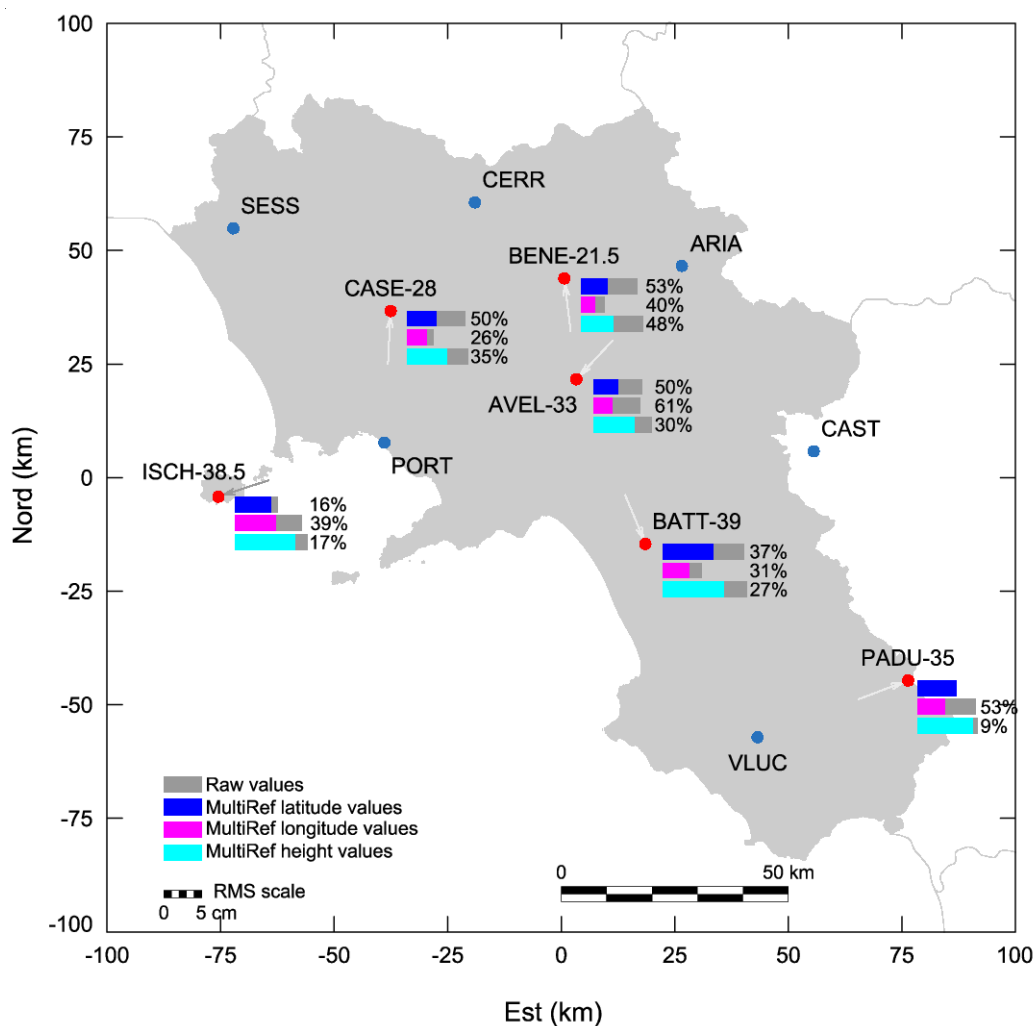 100
75
50
25
0
-25
-50
-75
-100
Nord (km)
CERR
SESS
ARIA
BENE-21.5
53%
40%
48%
CASE-28
50%
26%
35%
AVEL-33
50%
61%
30%
CAST
PORT
ISCH-38.5
16%
39%
17%
BATT-39
37%
31%
27%
PADU-35
53%
9%
VLUC
Raw values
MultiRef latitude values
MultiRef longitude values
MultiRef height values
RMS scale
0 5 cm
0 50 km
-100 -75 -50 -25 0 25 50 75 100
Est (km)